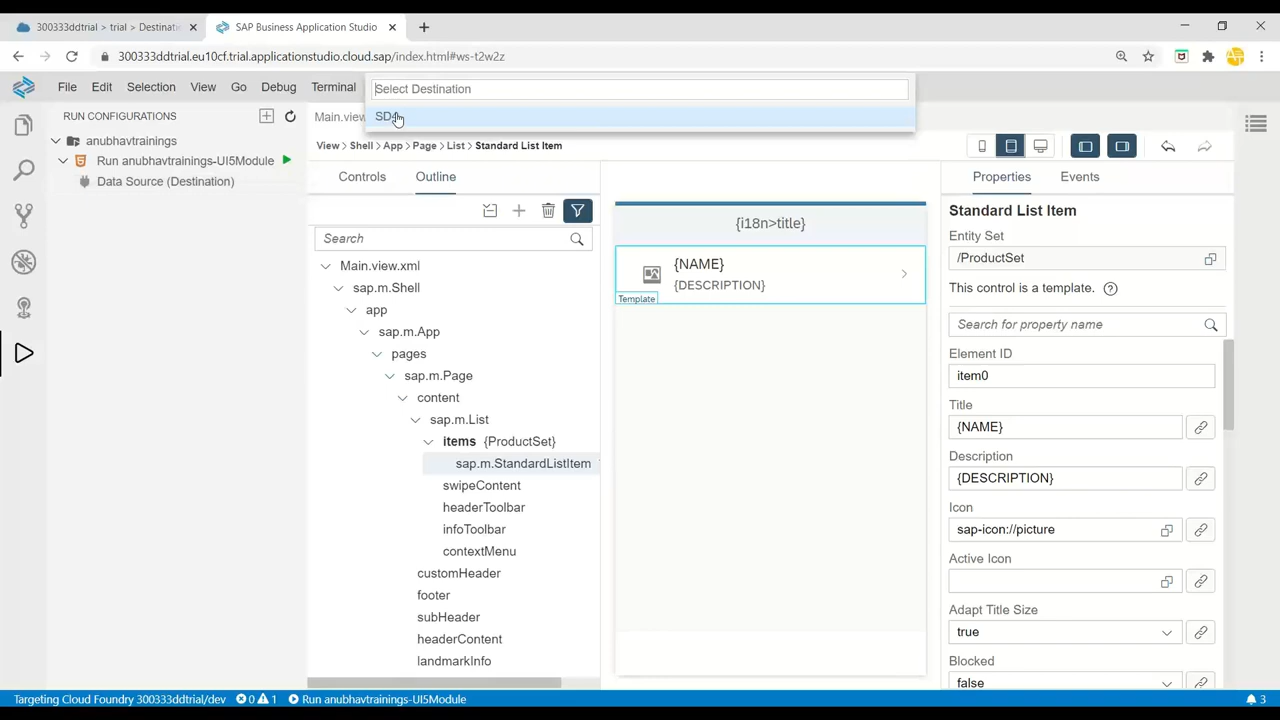 300333ddtrial > trial > Destinati
SAP Business Application Studio
300333ddtrial.eu10cf.trial.applicationstudio.cloud.sap/index.html#ws-t2w2z
File Edit Selection View Go Debug Terminal
Select Destination
RUN CONFIGURATIONS
anubhavtrainings
Run anubhavtrainings-UI5Module
Data Source (Destination)
Main.view
View > Shell > App > Page > List > Standard List Item
Controls
Outline
Search
Main.view.xml
sap.m.Shell
app
sap.m.App
pages
sap.m.Page
content
sap.m.List
items {ProductSet}
sap.m.StandardListItem
swipeContent
headerToolbar
infoToolbar
contextMenu
customHeader
footer
subHeader
headerContent
landmarkInfo
{i18n>title}
{NAME}
{DESCRIPTION}
Template
Properties
Events
Standard List Item
Entity Set
/ProductSet
This control is a template.
Search for property name
Element ID
item0
Title
{NAME}
Description
{DESCRIPTION}
Icon
sap-icon://picture
Active Icon
Adapt Title Size
true
Blocked
false
Targeting Cloud Foundry 300333ddtrial/dev 0 1 Run anubhavtrainings-UI5Module
3